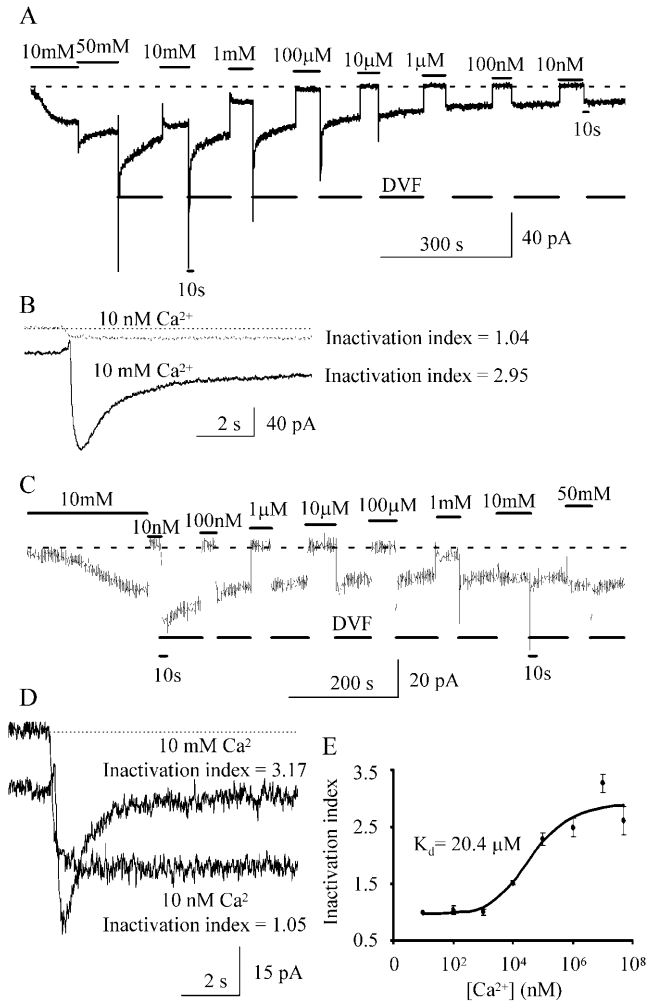 A
10mM 50mM 10mM 1mM 100μM 10μM 1μM 100nM 10nM
10s
DVF
300 s 40 pA
10s
B
10 nM Ca2+
Inactivation index = 1.04
10 mM Ca2+
Inactivation index = 2.95
2 s 40 pA
C
10mM 10nM 100nM 1μM 10μM 100μM 1mM 10mM 50mM
DVF
10s 10s
200 s 20 pA
D
10 mM Ca2
Inactivation index = 3.17
10 nM Ca2
Inactivation index = 1.05
2 s 15 pA
E
Inactivation index
3.5
2.5
1.5
0.5
Kd= 20.4 μM
0 10² 10⁴ 10⁶ 10⁸
[Ca2+] (nM)